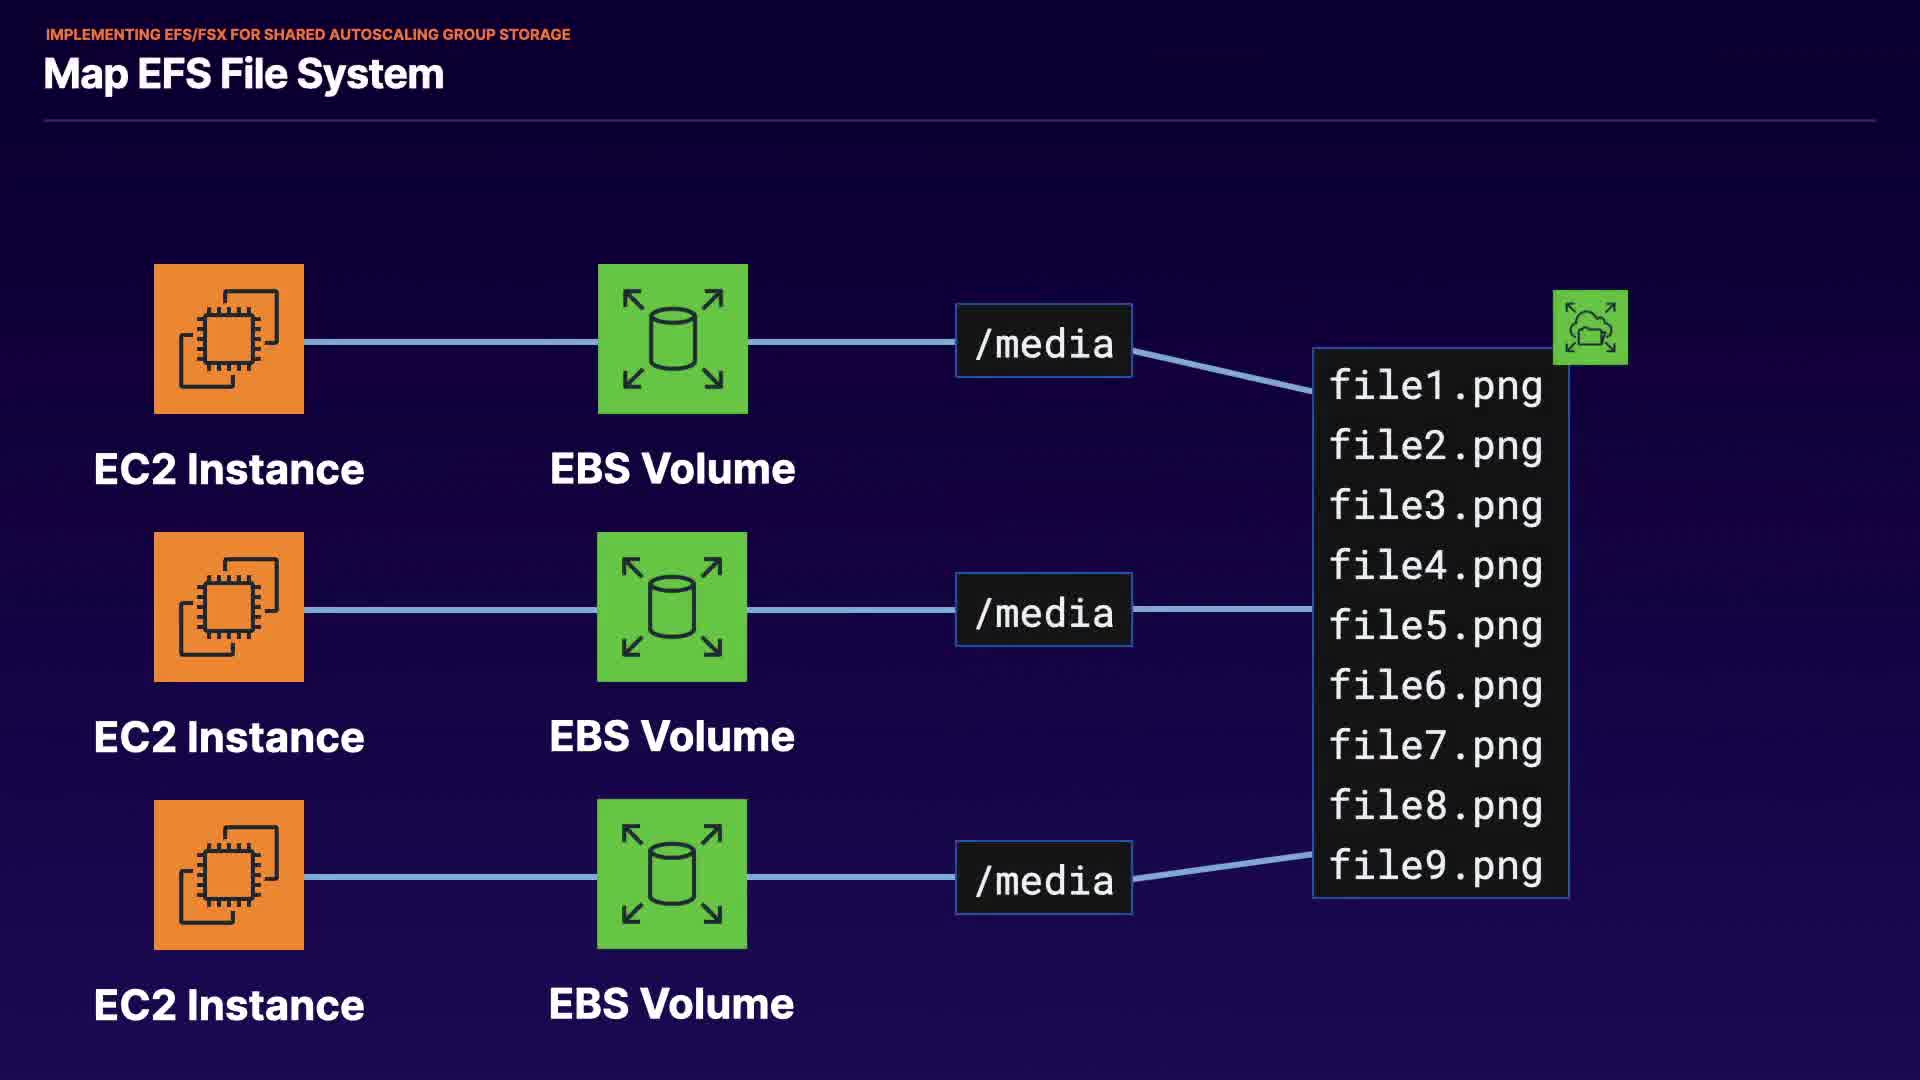 IMPLEMENTING EFS/FSX FOR SHARED AUTOSCALING GROUP STORAGE
Map EFS File System
EC2 Instance
EBS Volume
/media
EC2 Instance
EBS Volume
/media
EC2 Instance
EBS Volume
/media
file1.png
file2.png
file3.png
file4.png
file5.png
file6.png
file7.png
file8.png
file9.png